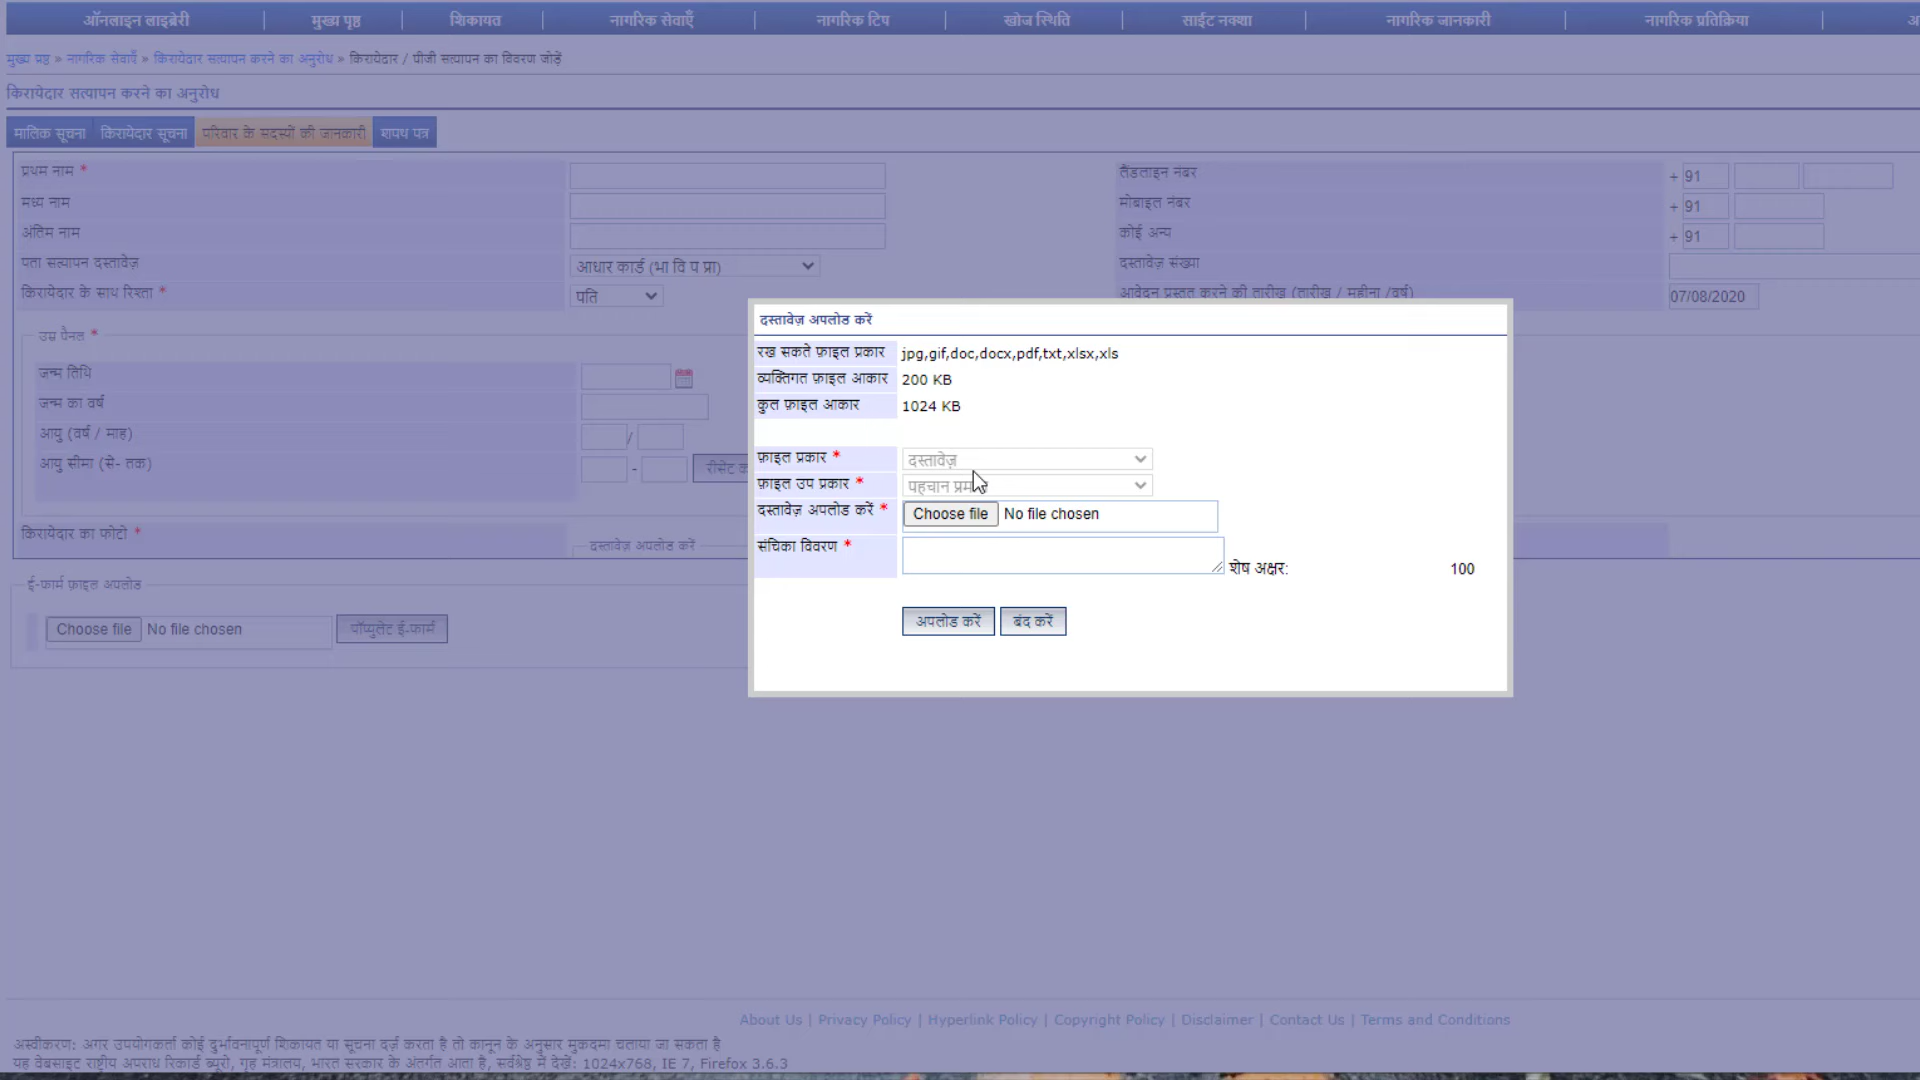 ऑनलाइन लाइब्रेरी | मुख्य पृष्ठ | शिकायत | नागरिक सेवाएँ | नागरिक टिप | खोज स्थिति | साईट नक्शा | नागरिक जानकारी | नागरिक प्रतिक्रिया |
मुख्य प्रष्ठ » नागरिक सेवाएँ » किरायेदार सत्यापन करने का अनुरोध » किरायेदार / पीजी सत्यापन का विवरण जोड़ें
किरायेदार सत्यापन करने का अनुरोध
मालिक सूचना किरायेदार सूचना परिवार के सदस्यों की जानकारी शपथ पत्र
प्रथम नाम *
मध्य नाम
अंतिम नाम
पता सत्यापन दस्तावेज़ आधार कार्ड (भा वि प प्रा)
किरायेदार के साथ रिश्ता * पति
लैंडलाइन नंबर + 91
मोबाइल नंबर + 91
कोई अन्य + 91
दस्तावेज़ संख्या
आवेदन प्रस्तुत करने की तारीख (तारीख / महीना /वर्ष) 07/08/2020
उम्र पैनल *
जन्म तिथि
जन्म का वर्ष
आयु (वर्ष / माह) /
आयु सीमा (से- तक) - रीसेट
किरायेदार का फोटो * दस्तावेज़ अपलोड करें
ई-फार्म फ़ाइल अपलोड
Choose file No file chosen पॉप्युलेट ई-फार्म
दस्तावेज़ अपलोड करें
रख सकते फ़ाइल प्रकार jpg,gif,doc,docx,pdf,txt,xlsx,xls
व्यक्तिगत फ़ाइल आकार 200 KB
कुल फ़ाइल आकार 1024 KB
फ़ाइल प्रकार * दस्तावेज़
फ़ाइल उप प्रकार * पहचान
दस्तावेज़ अपलोड करें * Choose file No file chosen
संचिका विवरण * शेष अक्षर: 100
अपलोड करें बंद करें
About Us | Privacy Policy | Hyperlink Policy | Copyright Policy | Disclaimer | Contact Us | Terms and Conditions
अस्वीकरण: अगर उपयोगकर्ता कोई दुर्भावनापूर्ण शिकायत या सूचना दर्ज़ करता है तो कानून के अनुसार मुकदमा चलाया जा सकता है
यह वेबसाइट राष्ट्रीय अपराध रिकार्ड ब्यूरो, गृह मंत्रालय, भारत सरकार के अंतर्गत आता है, सर्वश्रेष्ठ में देखें: 1024x768, IE 7, Firefox 3.6.3